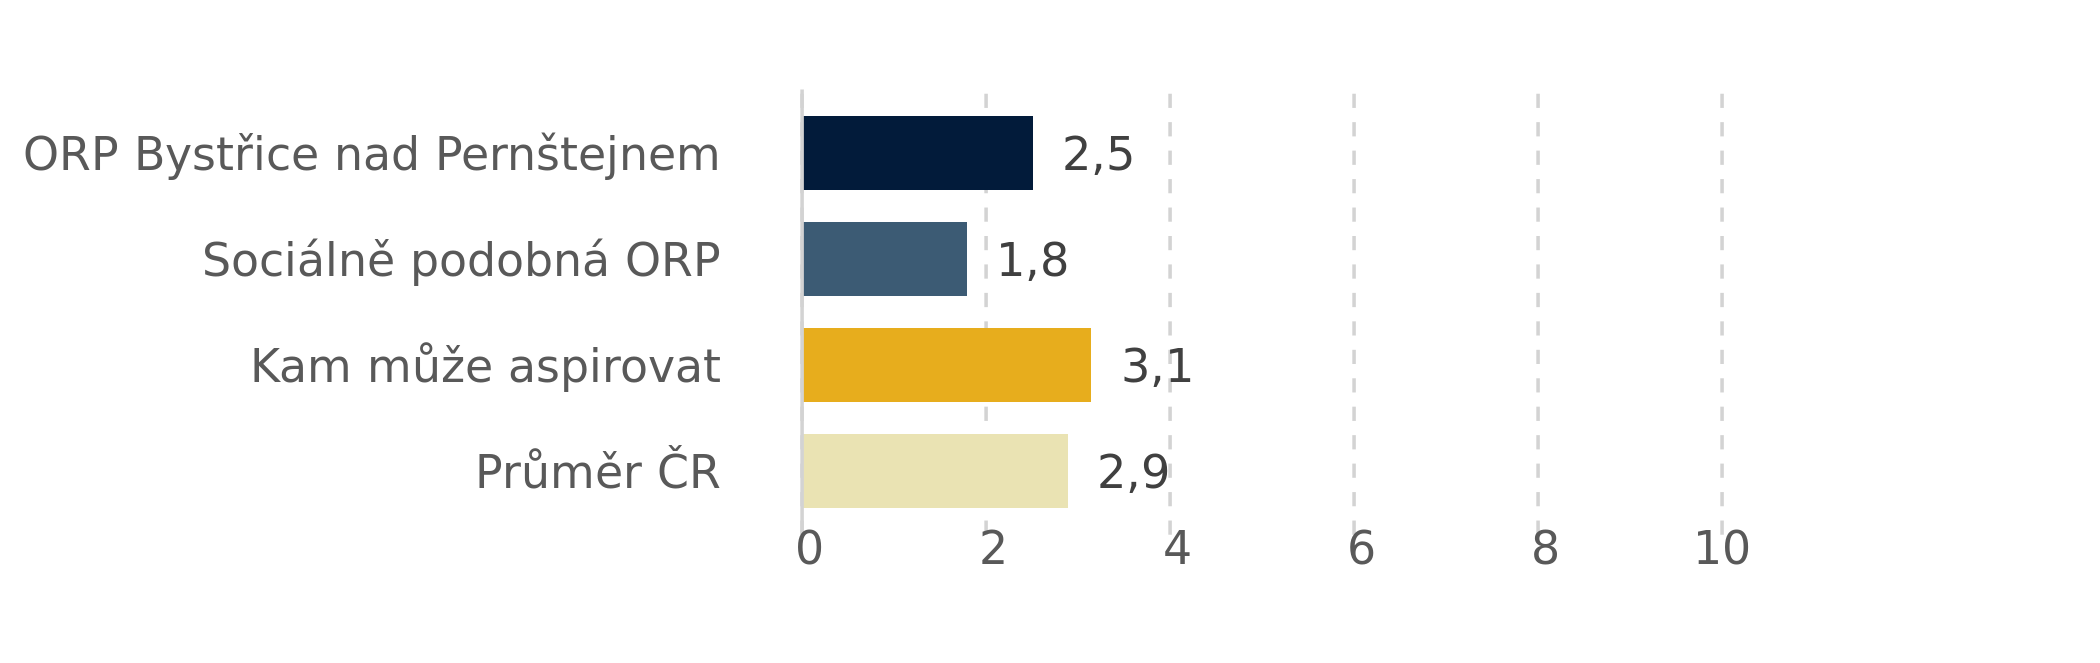 ORP Bystřice nad Pernštejnem 2,5
Sociálně podobná ORP 1,8
Kam může aspirovat 3,1
Průměr ČR 2,9
0 2 4 6 8 10